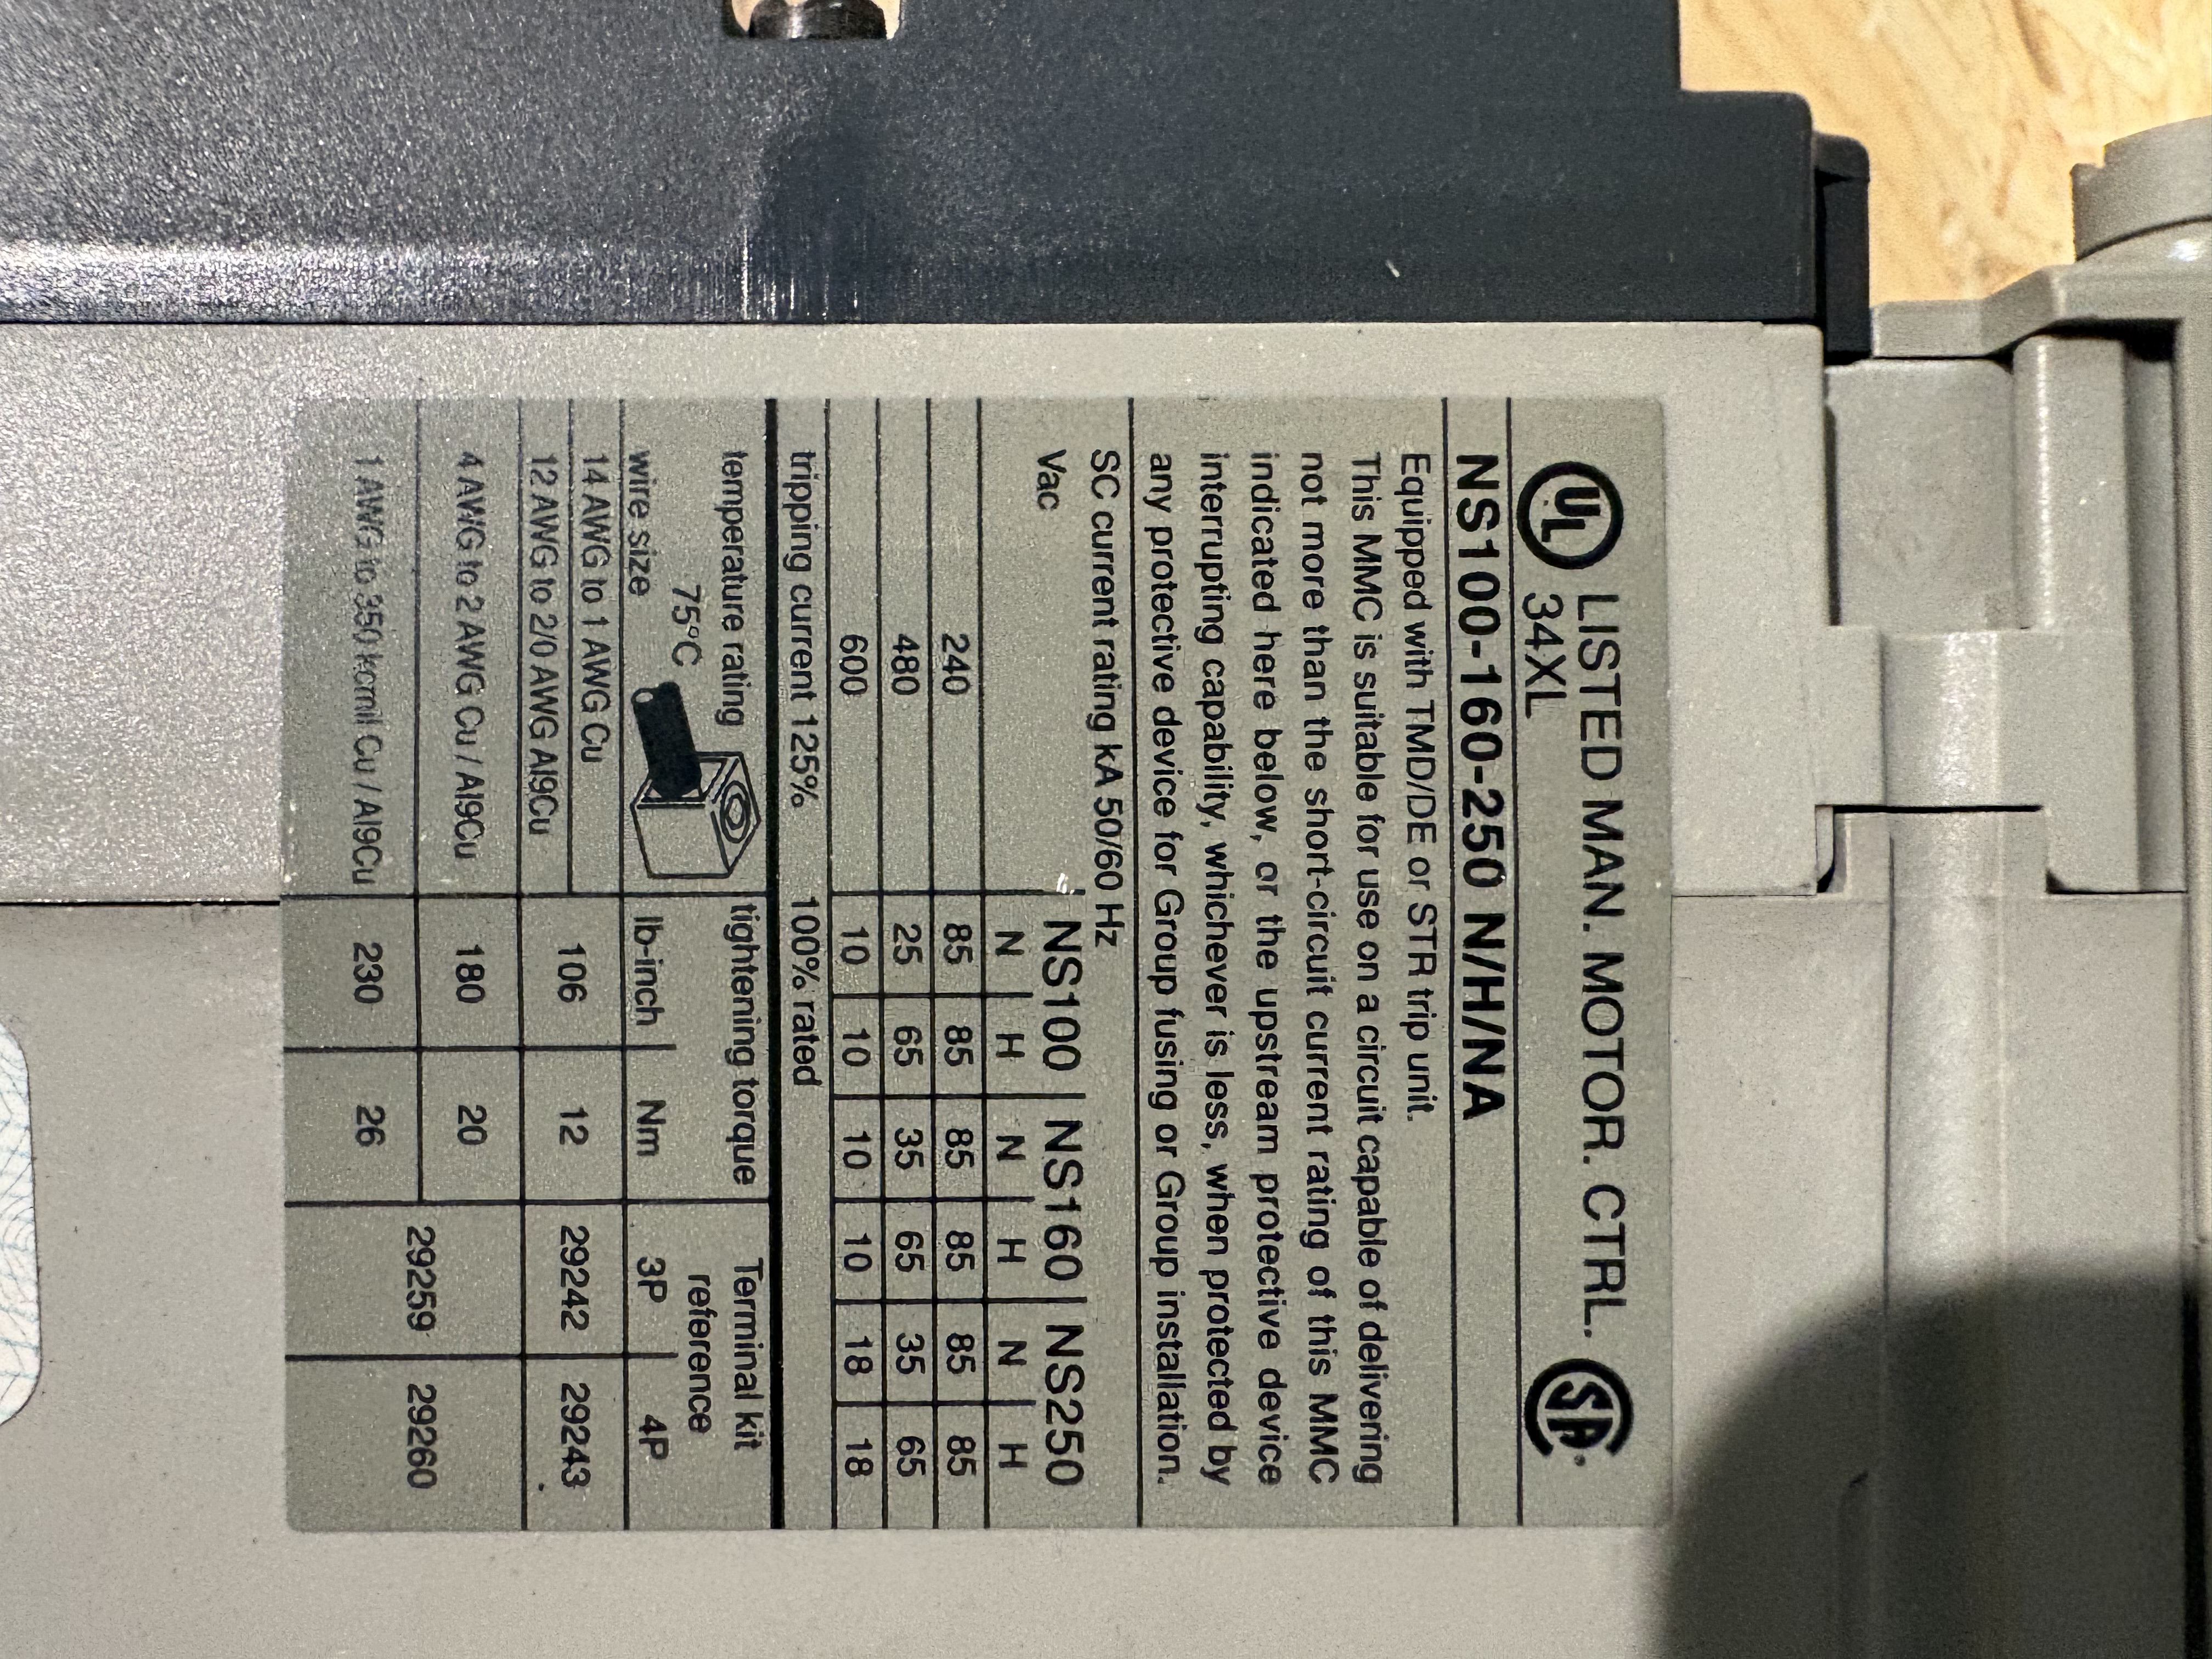 UL LISTED MAN. MOTOR. CTRL. SA
34XL
NS100-160-250 N/H/NA
Equipped with TMD/DE or STR trip unit.
This MMC is suitable for use on a circuit capable of delivering
not more than the short-circuit current rating of this MMC
indicated here below, or the upstream protective device
interrupting capability, whichever is less, when protected by
any protective device for Group fusing or Group installation.
SC current rating kA 50/60 Hz
Vac NS100 NS160 NS250
N H N H N H
240 85 85 85 85 85 85
480 25 65 35 65 35 65
600 10 10 10 10 18 18
tripping current 125% 100% rated
temperature rating tightening torque Terminal kit
75°C reference
wire size lb-inch Nm 3P 4P
14 AWG to 1 AWG Cu
106 12 29242 29243
12 AWG to 2/0 AWG Al9Cu
4 AWG to 2 AWG Cu / Al9Cu 180 20
29259 29260
1 AWG to 350 kcmil Cu / Al9Cu 230 26